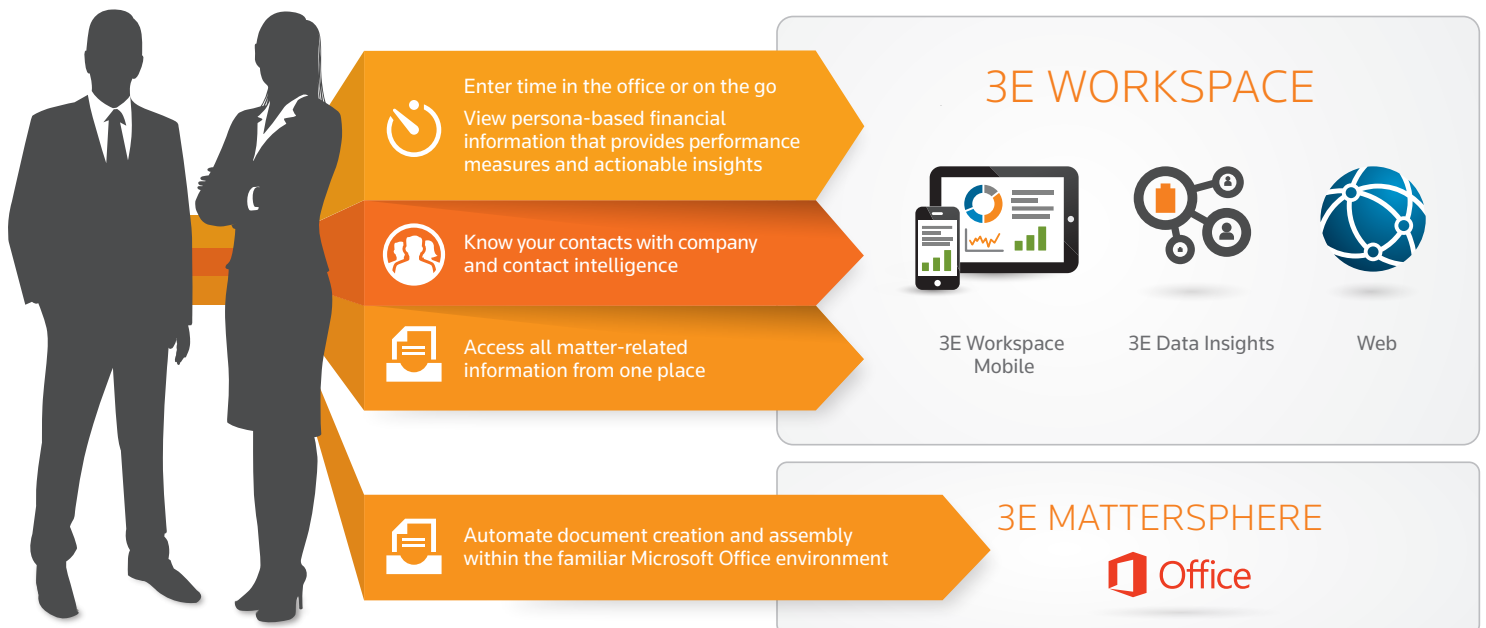 Enter time in the office or on the go
View persona-based financial
information that provides performance
measures and actionable insights
Know your contacts with company
and contact intelligence
Access all matter-related
information from one place
3E WORKSPACE
3E Workspace
Mobile
3E Data Insights
Web
Automate document creation and assembly
within the familiar Microsoft Office environment
3E MATTERSPHERE
Office